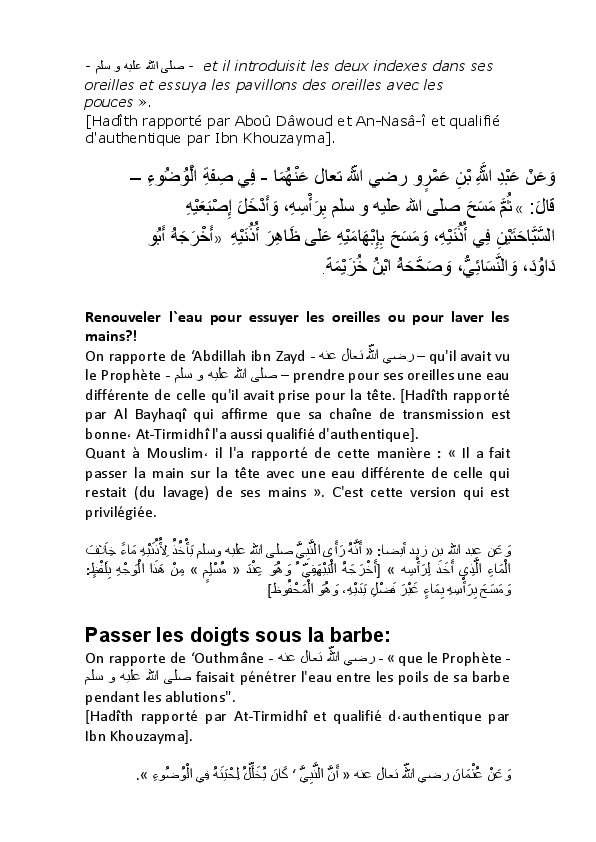 - صلى الله عليه و سلم - et il introduisit les deux indexes dans ses
oreilles et essuya les pavillons des oreilles avec les
pouces ».
[Hadîth rapporté par Aboû Dâwoud et An-Nasâ-î et qualifié
d'authentique par Ibn Khouzayma].
وَعَنْ عَبْدِ اللَّهِ بْنِ عَمْرٍو رضي الله تعال عَنْهُمَا - فِي صِفَةِ الْوُضُوءِ –
قَالَ: » ثُمَّ مَسَحَ صلى الله عليه و سلم بِرَأْسِهِ، وَأَدْخَلَ إِصْبَعَيْهِ
السَّبَّاحَتَيْنِ فِي أُذُنَيْهِ، وَمَسَحَ بِإِبْهَامَيْهِ عَلى ظَاهِرَ أُذُنَيْهِ «أَخْرَجَهُ أَبُو
دَاوُدَ، وَالنَّسَائِيُّ، وَصَحَّحَهُ ابْنُ خُزَيْمَة.
Renouveler l`eau pour essuyer les oreilles ou pour laver les
mains?!
On rapporte de ‘Abdillah ibn Zayd - رضي الله تعال عنه – qu'il avait vu
le Prophète - صلى الله عليه و سلم – prendre pour ses oreilles une eau
différente de celle qu'il avait prise pour la tête. [Hadîth rapporté
par Al Bayhaqî qui affirme que sa chaîne de transmission est
bonne، At-Tirmidhî l'a aussi qualifié d'authentique].
Quant à Mouslim، il l'a rapporté de cette manière : « Il a fait
passer la main sur la tête avec une eau différente de celle qui
restait (du lavage) de ses mains ». C'est cette version qui est
privilégiée.
وَعَنِ عبد الله بن زيد أيضا: « أَنَّهُ رَأَى النَّبِيَّ صلى الله عليه وسلم يَأْخُذُ لِأُذُنَيْهِ مَاءً خِلَافَ
الْمَاءِ الَّذِي أَخَذَ لِرَأْسِهِ » [أَخْرَجَهُ الْبَيْهَقِيّ ُ وَهُوَ عِنْدَ « مُسْلِمٍ » مِنْ هَذَا الْوَجْهِ بِلَفْظٍ:
وَمَسَحَ بِرَأْسِهِ بِمَاءٍ غَيْرَ فَضْلِ يَدَيْهِ، وَهُوَ الْمَحْفُوظ]
Passer les doigts sous la barbe:
On rapporte de ‘Outhmâne - رضي الله تعال عنه - « que le Prophète -
صلى الله عليه و سلم faisait pénétrer l'eau entre les poils de sa barbe
pendant les ablutions".
[Hadîth rapporté par At-Tirmidhî et qualifié d،authentique par
Ibn Khouzayma].
وَعَنْ عُثْمَانَ رضي الله تعال عنه « أَنَّ النَّبِيَّ ‘ كَانَ يُخَلِّلُ لِحْيَتَهُ فِي الْوُضُوءِ ».